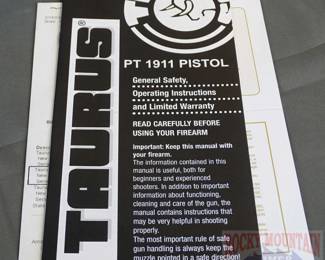 TAURUS
PT 1911 PISTOL
General Safety,
Operating Instructions
and Limited Warranty
READ CAREFULLY BEFORE
USING YOUR FIREARM
Important: Keep this manual with
your firearm.
The information contained in this
manual is useful, both for
beginners and experienced
shooters. In addition to important
information about functioning,
cleaning and care of the gun, the
manual contains instructions that
may be very helpful in shooting
properly.
The most important rule of safe
gun handling is always keep the
muzzle pointed in a safe direction!
ROCKY MOUNTAIN